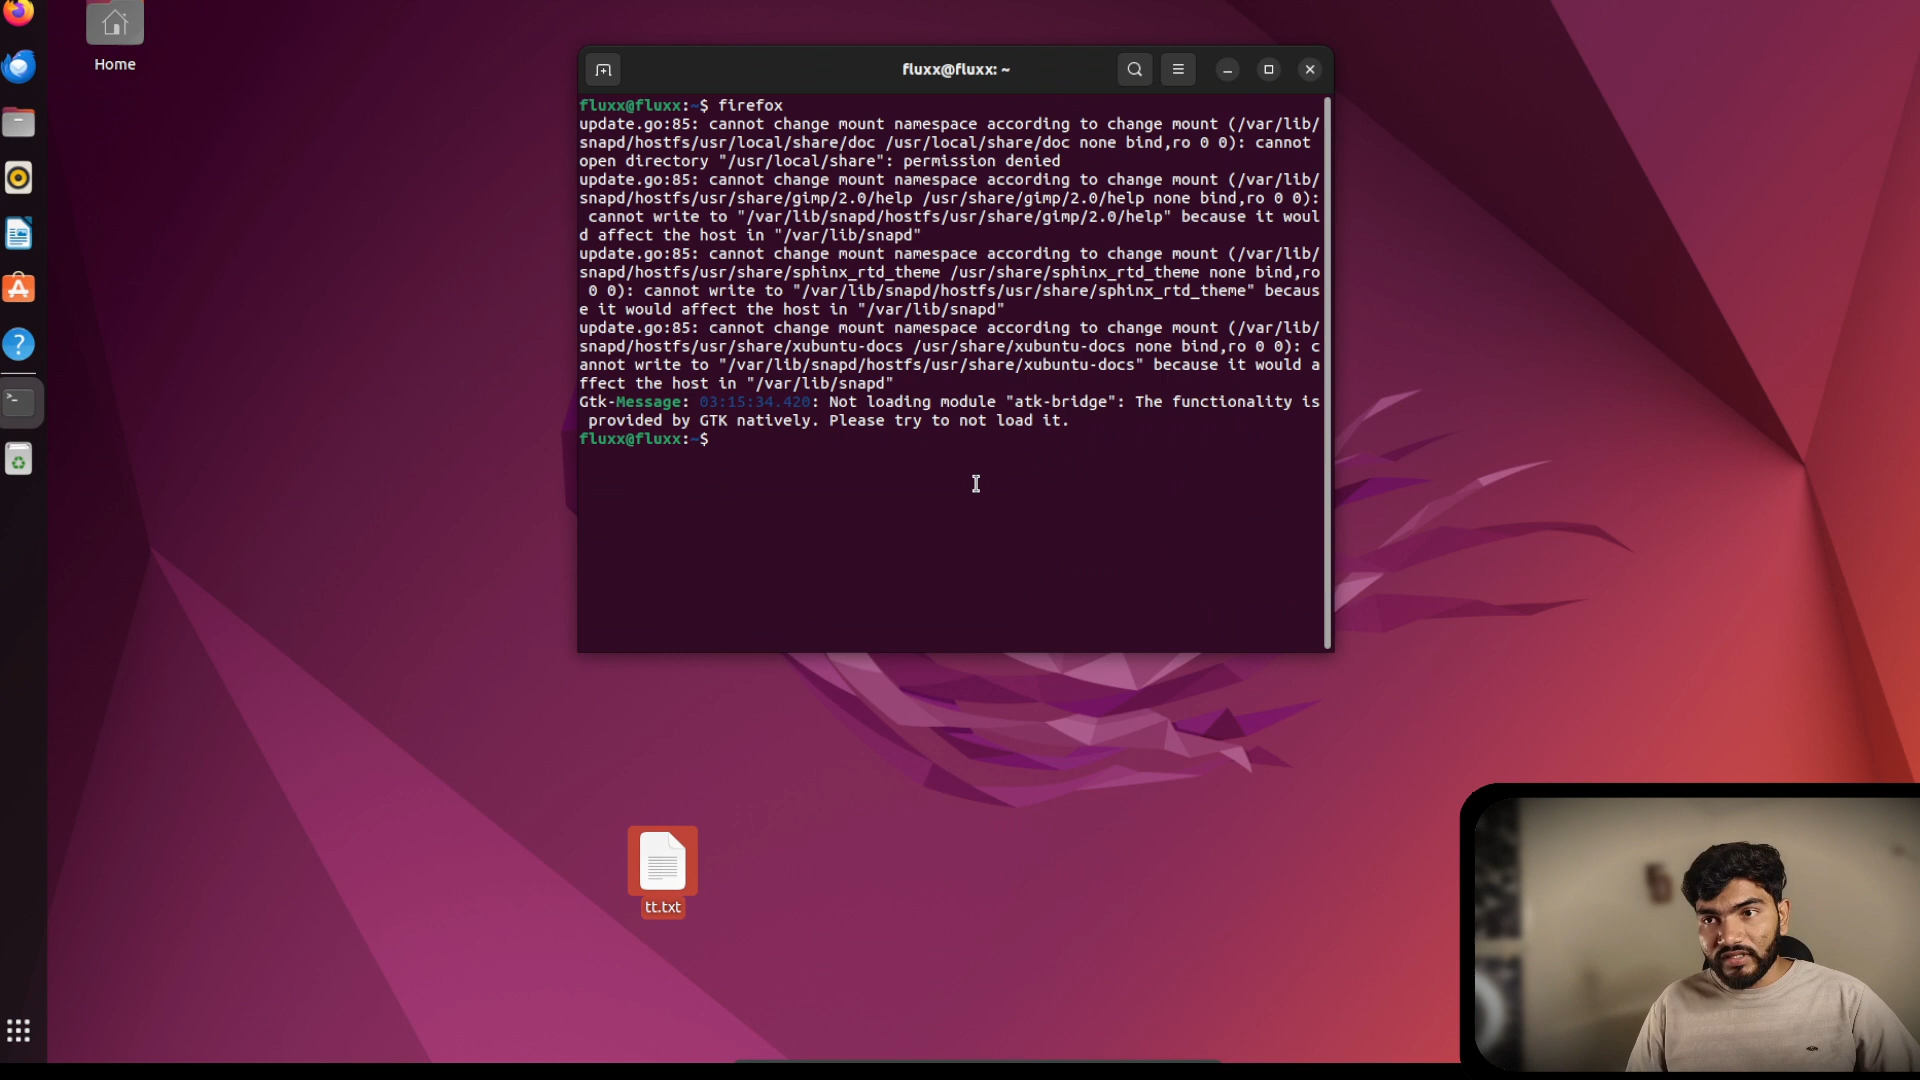 Home
fluxx@fluxx: ~
fluxx@fluxx:~$ firefox
update.go:85: cannot change mount namespace according to change mount (/var/lib/
snapd/hostfs/usr/local/share/doc /usr/local/share/doc none bind,ro 0 0): cannot
open directory "/usr/local/share": permission denied
update.go:85: cannot change mount namespace according to change mount (/var/lib/
snapd/hostfs/usr/share/gimp/2.0/help /usr/share/gimp/2.0/help none bind,ro 0 0):
 cannot write to "/var/lib/snapd/hostfs/usr/share/gimp/2.0/help" because it woul
d affect the host in "/var/lib/snapd"
update.go:85: cannot change mount namespace according to change mount (/var/lib/
snapd/hostfs/usr/share/sphinx_rtd_theme /usr/share/sphinx_rtd_theme none bind,ro
 0 0): cannot write to "/var/lib/snapd/hostfs/usr/share/sphinx_rtd_theme" becaus
e it would affect the host in "/var/lib/snapd"
update.go:85: cannot change mount namespace according to change mount (/var/lib/
snapd/hostfs/usr/share/xubuntu-docs /usr/share/xubuntu-docs none bind,ro 0 0): c
annot write to "/var/lib/snapd/hostfs/usr/share/xubuntu-docs" because it would a
ffect the host in "/var/lib/snapd"
Gtk-Message: 03:15:34.420: Not loading module "atk-bridge": The functionality is
 provided by GTK natively. Please try to not load it.
fluxx@fluxx:~$
tt.txt